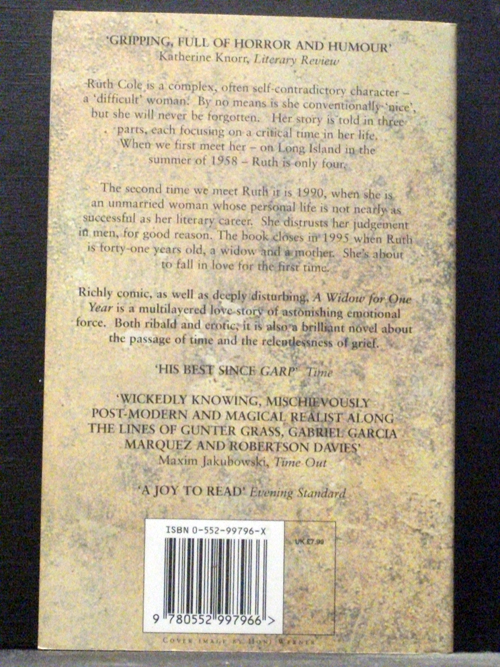 'GRIPPING, FULL OF HORROR AND HUMOUR'
Katherine Knorr, Literary Review
Ruth Cole is a complex, often self-contradictory character –
a 'difficult' woman. By no means is she conventionally 'nice',
but she will never be forgotten. Her story is told in three
parts, each focusing on a critical time in her life.
When we first meet her – on Long Island in the
summer of 1958 – Ruth is only four.
The second time we meet Ruth it is 1990, when she is
an unmarried woman whose personal life is not nearly as
successful as her literary career. She distrusts her judgement
in men, for good reason. The book closes in 1995 when Ruth
is forty-one years old, a widow and a mother. She's about
to fall in love for the first time.
Richly comic, as well as deeply disturbing, A Widow for One
Year is a multilayered love story of astonishing emotional
force. Both ribald and erotic, it is also a brilliant novel about
the passage of time and the relentlessness of grief.
'HIS BEST SINCE GARP' Time
'WICKEDLY KNOWING, MISCHIEVOUSLY
POST-MODERN AND MAGICAL REALIST ALONG
THE LINES OF GUNTER GRASS, GABRIEL GARCIA
MARQUEZ AND ROBERTSON DAVIES'
Maxim Jakubowski, Time Out
'A JOY TO READ' Evening Standard
ISBN 0-552-99796-X
UK £7.99
9 780552 997966 >
COVER IMAGE BY HONI WERNER